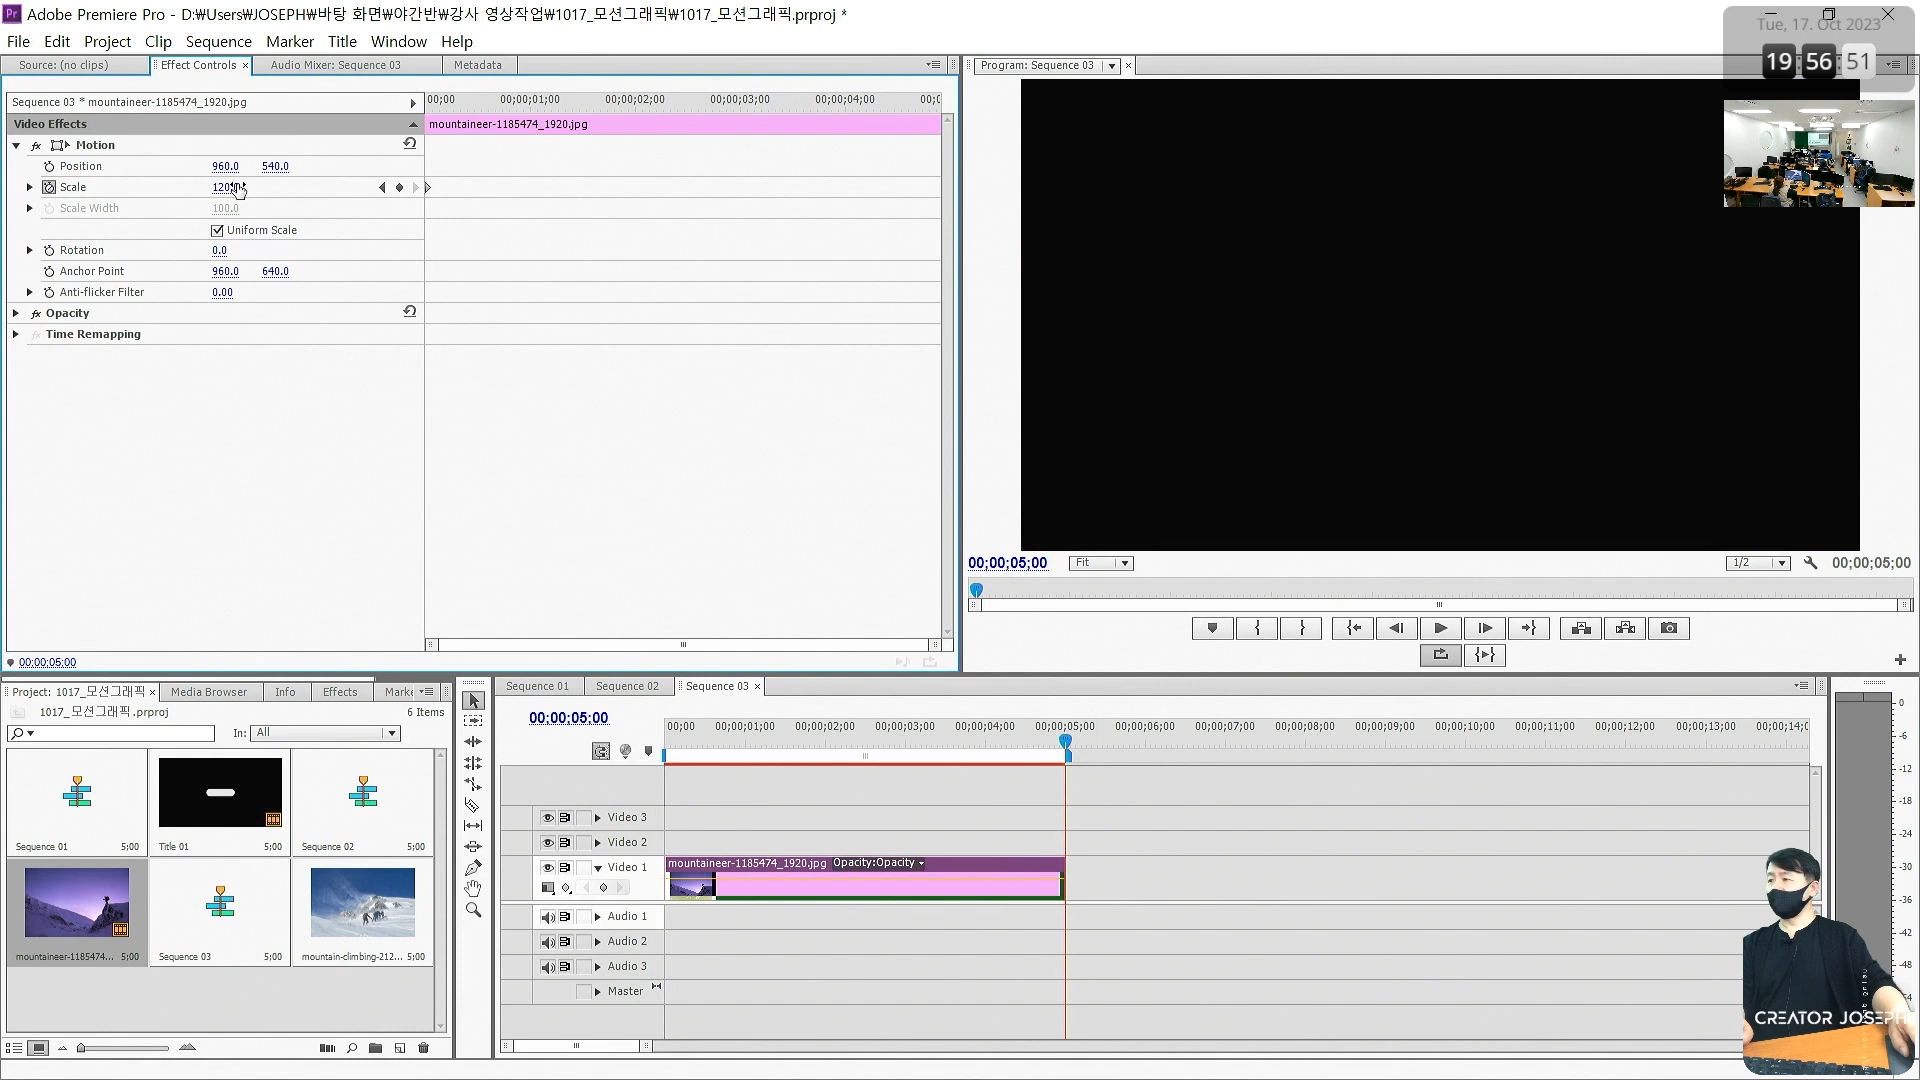 Adobe Premiere Pro - D:₩Users₩JOSEPH₩바탕 화면₩야간반₩강사 영상작업₩1017_모션그래픽₩1017_모션그래픽.prproj *
Tue, 17. Oct 2023
19 56 51
File Edit Project Clip Sequence Marker Title Window Help
Source: (no clips) Effect Controls Audio Mixer: Sequence 03 Metadata
Program: Sequence 03
Sequence 03 * mountaineer-1185474_1920.jpg
00;00 00;00;01;00 00;00;02;00 00;00;03;00 00;00;04;00
Video Effects
mountaineer-1185474_1920.jpg
fx Motion
Position 960.0 540.0
Scale 120
Scale Width 100.0
Uniform Scale
Rotation 0.0
Anchor Point 960.0 640.0
Anti-flicker Filter 0.00
fx Opacity
fx Time Remapping
00;00;05;00
00;00;05;00 Fit 1/2 00;00;05;00
Project: 1017_모션그래픽 Media Browser Info Effects
1017_모션그래픽.prproj 6 Items
In: All
Sequence 01 5;00
Title 01 5;00
Sequence 02 5;00
mountaineer-1185474... 5;00
Sequence 03 5;00
mountain-climbing-212... 5;00
Sequence 01 Sequence 02 Sequence 03
00;00;05;00
00;00 00;00;01;00 00;00;02;00 00;00;03;00 00;00;04;00 00;00;05;00 00;00;06;00 00;00;07;00 00;00;08;00 00;00;09;00 00;00;10;00 00;00;11;00 00;00;12;00 00;00;13;00
Video 3
Video 2
Video 1
mountaineer-1185474_1920.jpg Opacity:Opacity
Audio 1
Audio 2
Audio 3
Master
0
-6
-12
-18
-24
-30
-36
-42
-48
CREATOR JOSEPH